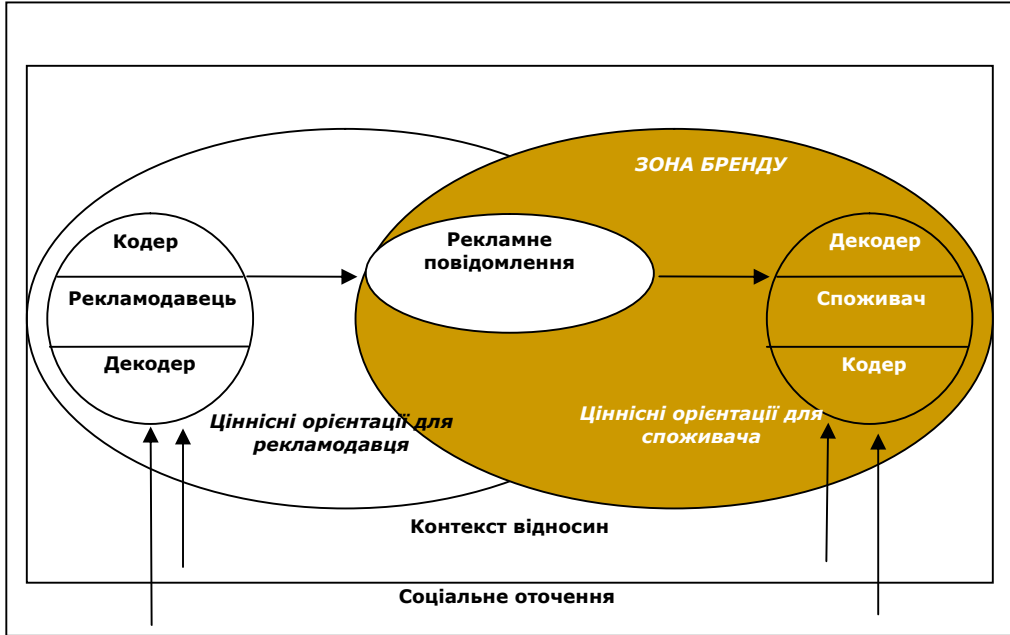 ЗОНА БРЕНДУ
Кодер
Рекламодавець
Декодер
Рекламне
повідомлення
Декодер
Споживач
Кодер
Ціннісні орієнтації для
рекламодавця
Ціннісні орієнтації для
споживача
Контекст відносин
Соціальне оточення